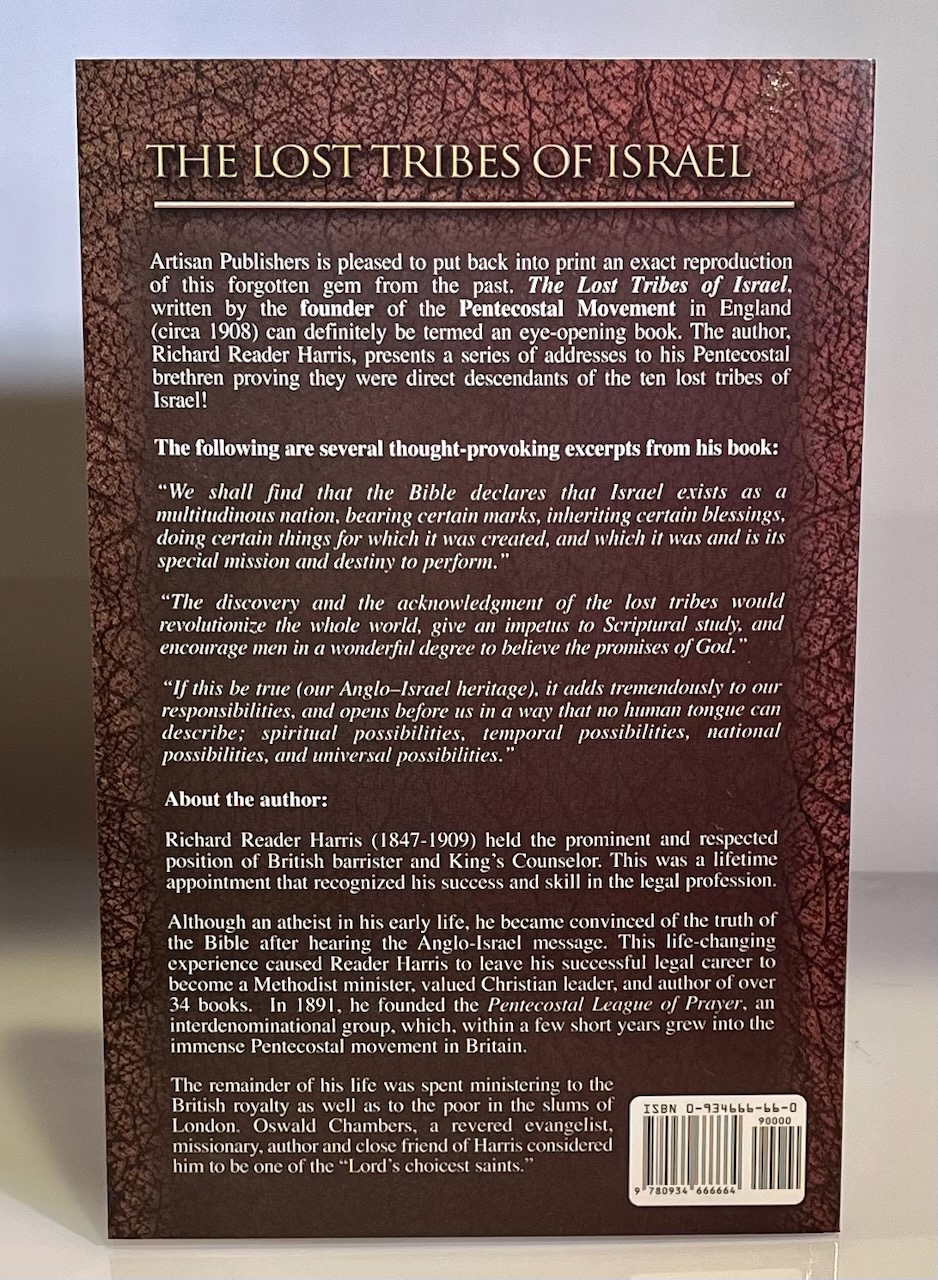 THE LOST TRIBES OF ISRAEL
Artisan Publishers is pleased to put back into print an exact reproduction
of this forgotten gem from the past. The Lost Tribes of Israel,
written by the founder of the Pentecostal Movement in England
(circa 1908) can definitely be termed an eye-opening book. The author,
Richard Reader Harris, presents a series of addresses to his Pentecostal
brethren proving they were direct descendants of the ten lost tribes of
Israel!
The following are several thought-provoking excerpts from his book:
“We shall find that the Bible declares that Israel exists as a
multitudinous nation, bearing certain marks, inheriting certain blessings,
doing certain things for which it was created, and which it was and is its
special mission and destiny to perform.”
“The discovery and the acknowledgment of the lost tribes would
revolutionize the whole world, give an impetus to Scriptural study, and
encourage men in a wonderful degree to believe the promises of God.”
“If this be true (our Anglo–Israel heritage), it adds tremendously to our
responsibilities, and opens before us in a way that no human tongue can
describe; spiritual possibilities, temporal possibilities, national
possibilities, and universal possibilities.”
About the author:
Richard Reader Harris (1847-1909) held the prominent and respected
position of British barrister and King’s Counselor. This was a lifetime
appointment that recognized his success and skill in the legal profession.
Although an atheist in his early life, he became convinced of the truth of
the Bible after hearing the Anglo-Israel message. This life-changing
experience caused Reader Harris to leave his successful legal career to
become a Methodist minister, valued Christian leader, and author of over
34 books. In 1891, he founded the Pentecostal League of Prayer, an
interdenominational group, which, within a few short years grew into the
immense Pentecostal movement in Britain.
The remainder of his life was spent ministering to the
British royalty as well as to the poor in the slums of
London. Oswald Chambers, a revered evangelist,
missionary, author and close friend of Harris considered
him to be one of the “Lord’s choicest saints.”
ISBN 0-934666-66-0
90000
9 780934 666664